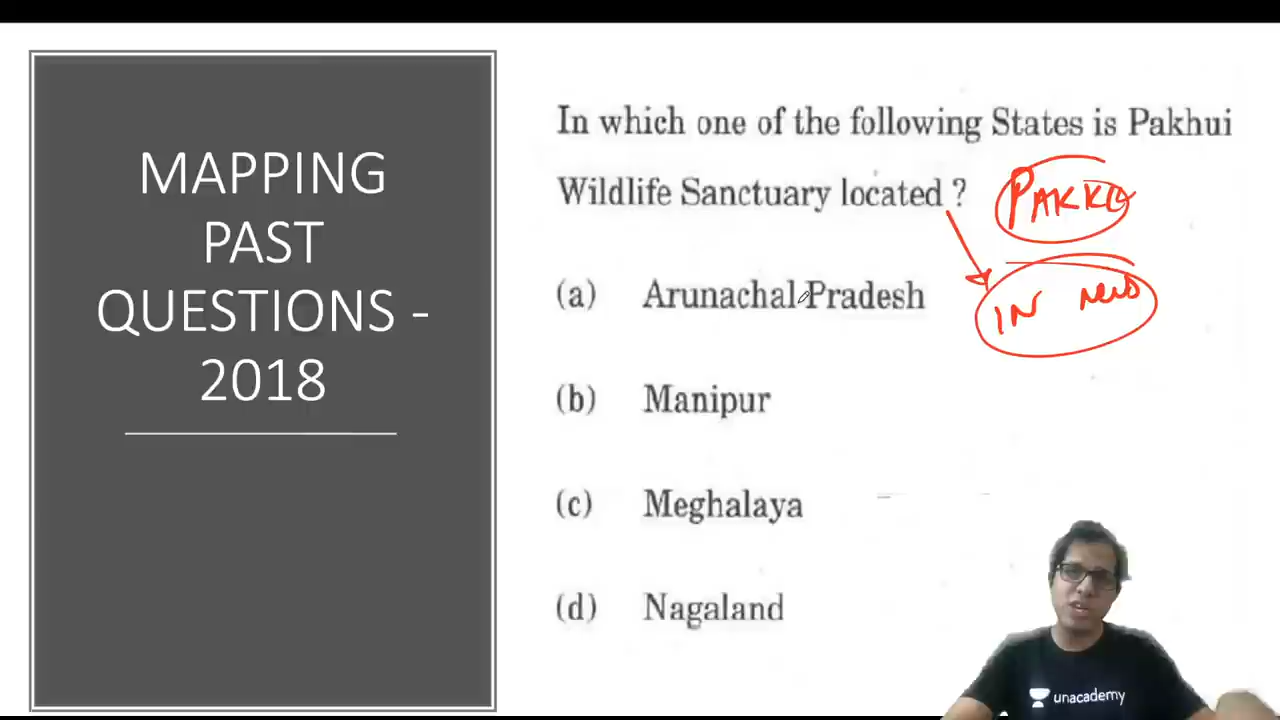 MAPPING
PAST
QUESTIONS -
2018
In which one of the following States is Pakhui
Wildlife Sanctuary located ?
PAKKE
(a) Arunachal Pradesh
IN NEWS
(b) Manipur
(c) Meghalaya
(d) Nagaland
unacademy